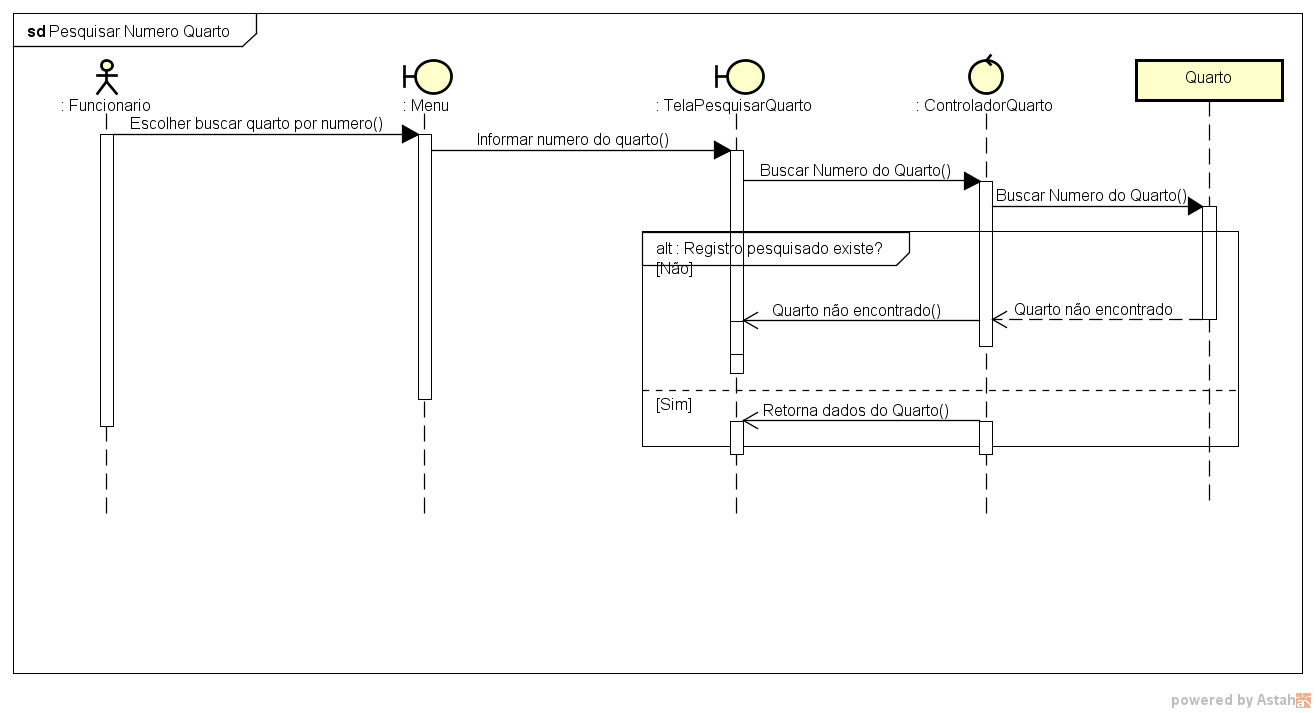 sd Pesquisar Numero Quarto
: Funcionario
: Menu
: TelaPesquisarQuarto
: ControladorQuarto
Quarto
Escolher buscar quarto por numero()
Informar numero do quarto()
Buscar Numero do Quarto()
Buscar Numero do Quarto()
alt : Registro pesquisado existe?
[Não]
Quarto não encontrado()
Quarto não encontrado
[Sim]
Retorna dados do Quarto()
powered by Astah